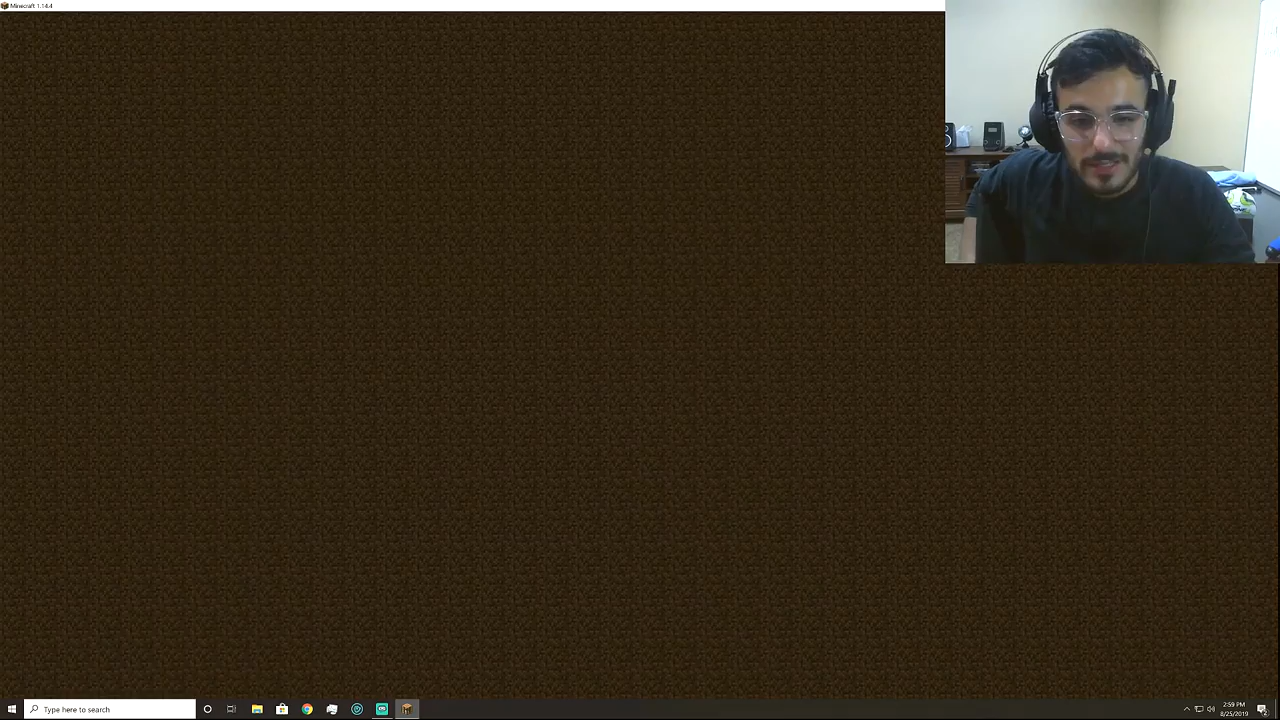 Minecraft 1.14.4
Type here to search
2:59 PM
8/25/2019